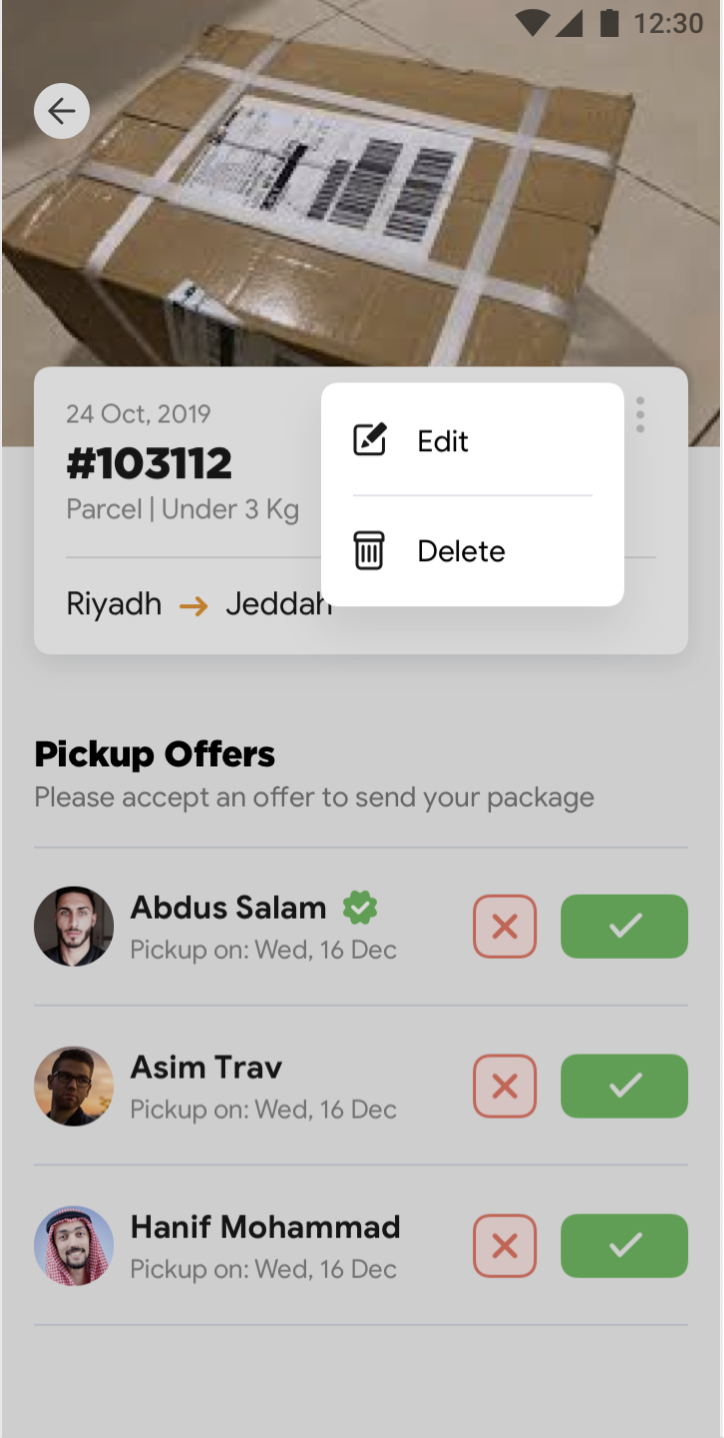 12:30
24 Oct, 2019
#103112
Parcel | Under 3 Kg
Edit
Delete
Riyadh → Jeddah
Pickup Offers
Please accept an offer to send your package
Abdus Salam
Pickup on: Wed, 16 Dec
Asim Trav
Pickup on: Wed, 16 Dec
Hanif Mohammad
Pickup on: Wed, 16 Dec